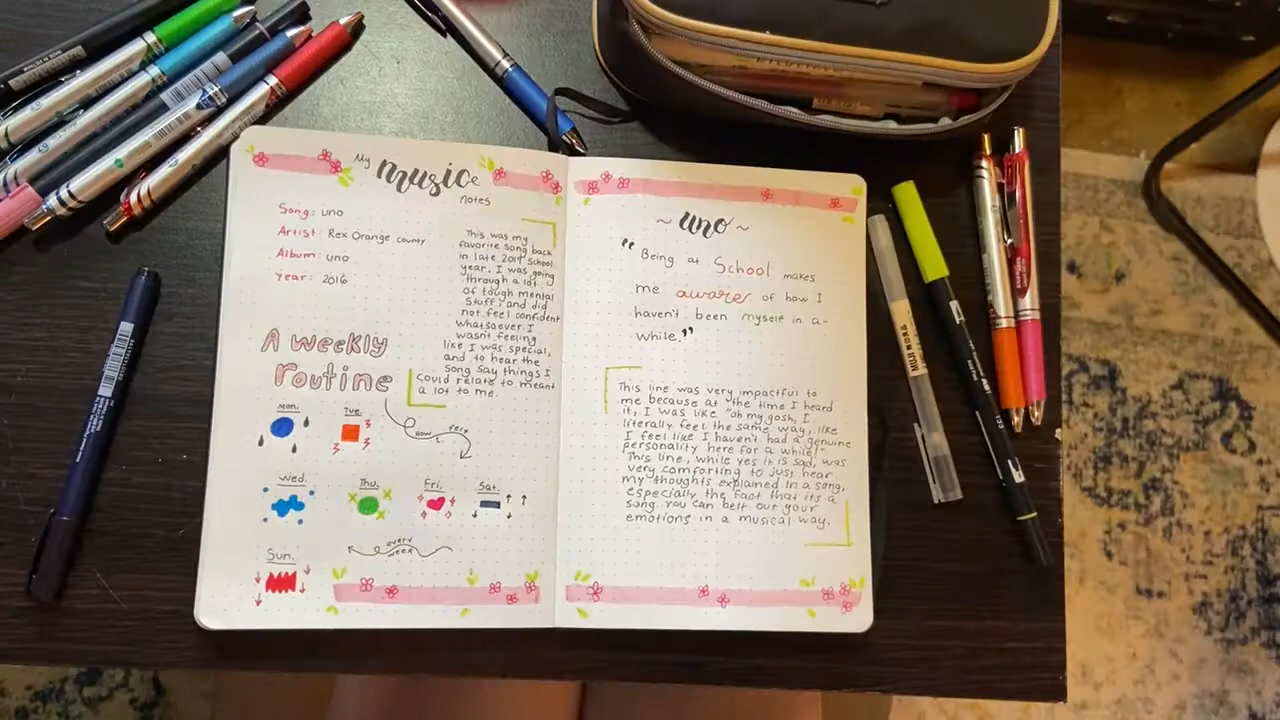 My
music
notes
Song: uno
Artist: Rex Orange county
Album: uno
Year: 2016
This was my
favorite song back
in late 2019 School
year. I was going
through a lot
of tough mental
stuff, and did
not feel confident
whatsoever. I
wasn't feeling
like I was special,
and to hear the
song say things I
could relate to meant
a lot to me.
A weekly
routine
how I feel
Mon.
Tue.
Wed.
Thu.
Fri.
Sat.
every
week
Sun.
~ uno ~
"Being at School makes
me aware of how I
haven't been myself in a-
while."
This line was very impactful to
me because at the time I heard
it, I was like "oh my gosh, I
literally feel the same way, like
I feel like I haven't had a genuine
personality here for a while!"
This line, while yes it is sad, was
very comforting to just hear
my thoughts explained in a song,
especially the fact that its a
song you can belt out your
emotions in a musical way.
MUJI